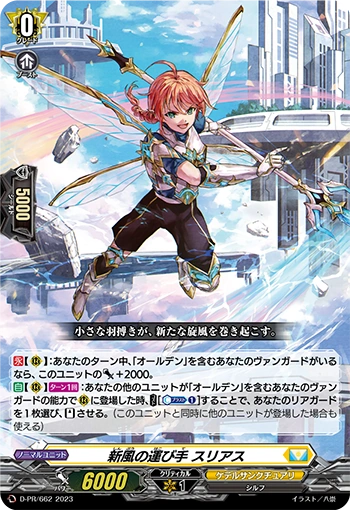 0
グレード
ブースト
5000
シールド
小さな羽搏きが、新たな旋風を巻き起こす。
永【R】:あなたのターン中、「オールデン」を含むあなたのヴァンガードがいる
なら、このユニットの+2000。
自【R】ターン1回:あなたの他のユニットが「オールデン」を含むあなたのヴァン
ガードの能力でRに登場した時、[ブラスト1]することで、あなたのリアガード
を1枚選び、させる。(このユニットと同時に他のユニットが登場した場合も
使える)
ノーマルユニット
新風の運び手 スリアス
D-PR/662 2023
パワー
6000
クリティカル
1
ケテルサンクチュアリ
シルフ
イラスト/八崇